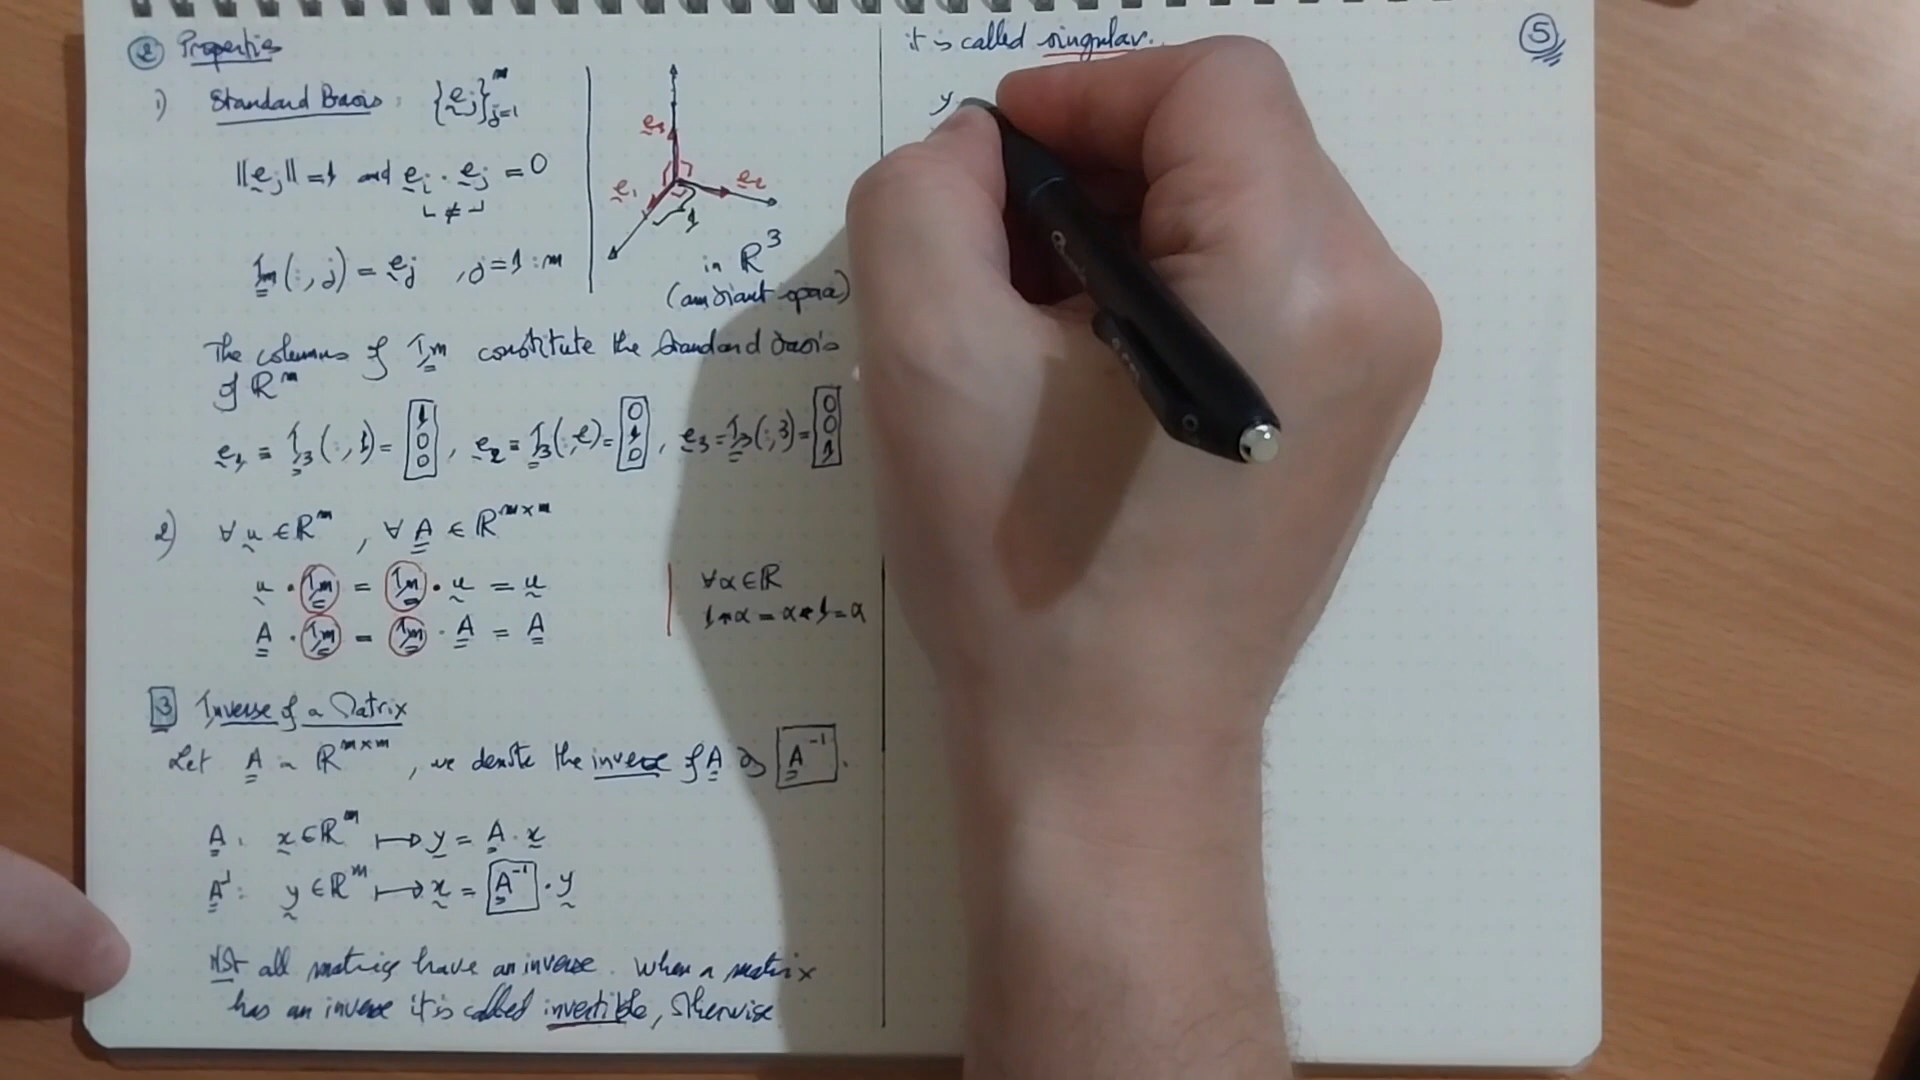 ② Properties
1) Standard Basis : {e_j}_{j=1}^m
||e_j|| = 1 and e_i · e_j = 0
≠
I_m(:, j) = e_j , j=1:m
e_3
e_1
e_2
1
in R^3
(ambiant space)
The columns of I_m constitute the standard basis
of R^m
e_1 ≡ I_3(:,1)= [1 0 0] , e_2 ≡ I_3(:,2)= [0 1 0] , e_3 = I_3(:,3)= [0 0 1]
2) ∀ u ∈ R^m , ∀ A ∈ R^{m×m}
u · I_m = I_m · u = u
A · I_m = I_m · A = A
∀α∈R
1*α = α*1 = α
3 Inverse of a Matrix
Let A in R^{m×m} , we denote the inverse of A as A^{-1} .
A : x ∈ R^m ↦ y = A · x
A^{-1} : y ∈ R^m ↦ x = A^{-1} · y
Not all matrices have an inverse. When a matrix
has an inverse it is called invertible, otherwise
it is called singular.
y
⑤